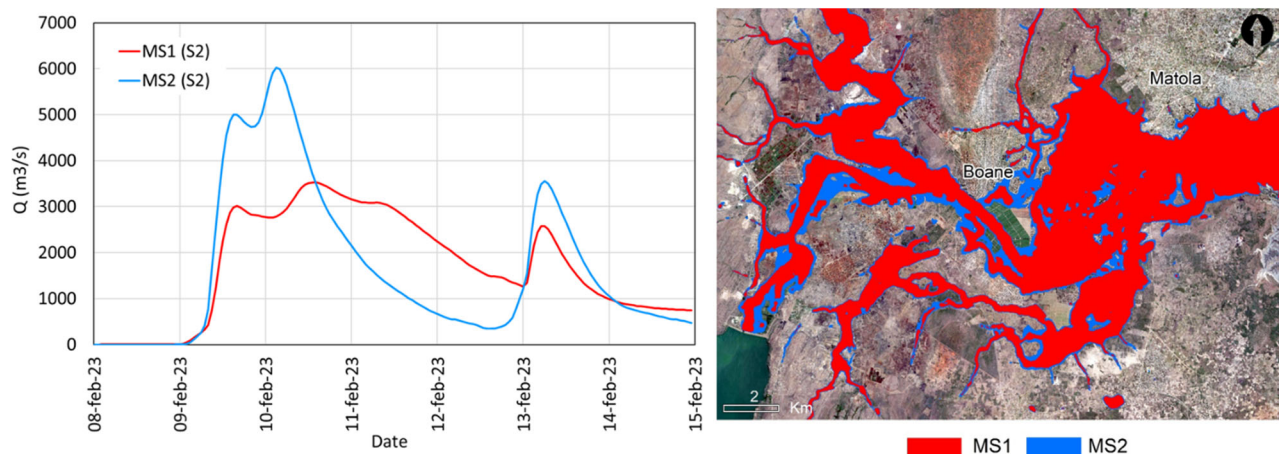 7000
6000
5000
4000
3000
2000
1000
0
Q (m3/s)
MS1 (S2)
MS2 (S2)
08-feb-23
09-feb-23
10-feb-23
11-feb-23
12-feb-23
13-feb-23
14-feb-23
15-feb-23
Date
Matola
Boane
2
Km
MS1 MS2